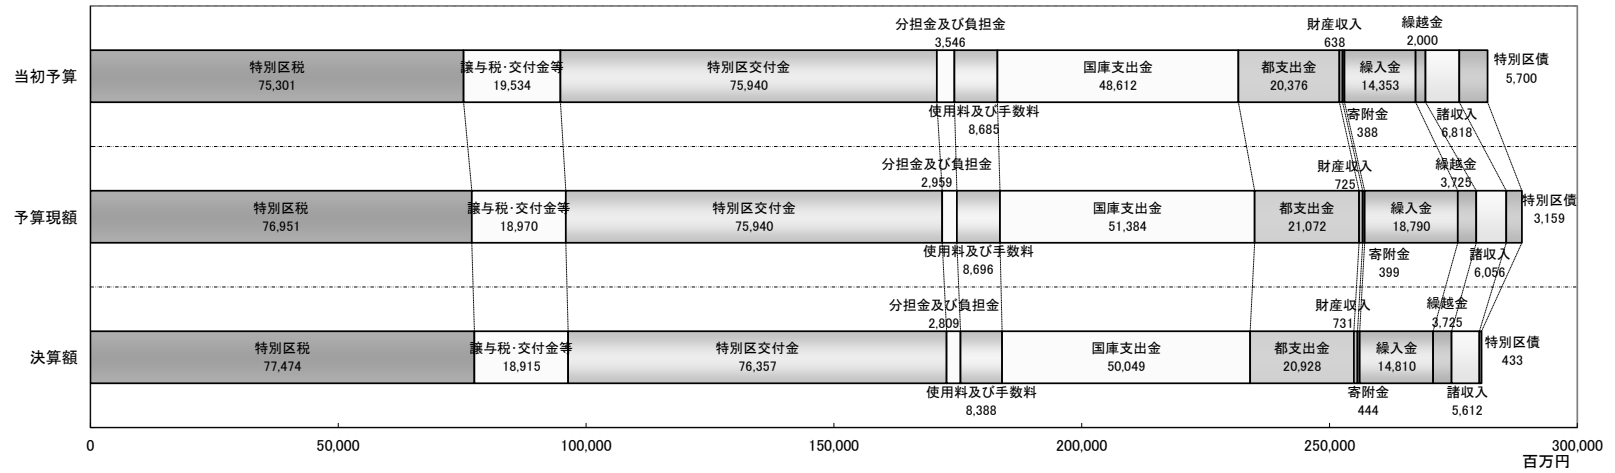 分担金及び負担金
3,546
財産収入
638
繰越金
2,000
当初予算
特別区税
75,301
譲与税・交付金等
19,534
特別区交付金
75,940
国庫支出金
48,612
都支出金
20,376
繰入金
14,353
特別区債
5,700
使用料及び手数料
8,685
寄附金
388
諸収入
6,818
分担金及び負担金
2,959
財産収入
725
繰越金
3,725
予算現額
特別区税
76,951
譲与税・交付金等
18,970
特別区交付金
75,940
国庫支出金
51,384
都支出金
21,072
繰入金
18,790
特別区債
3,159
使用料及び手数料
8,696
寄附金
399
諸収入
6,056
分担金及び負担金
2,809
財産収入
731
繰越金
3,725
決算額
特別区税
77,474
譲与税・交付金等
18,915
特別区交付金
76,357
国庫支出金
50,049
都支出金
20,928
繰入金
14,810
特別区債
433
使用料及び手数料
8,388
寄附金
444
諸収入
5,612
0
50,000
100,000
150,000
200,000
250,000
300,000
百万円